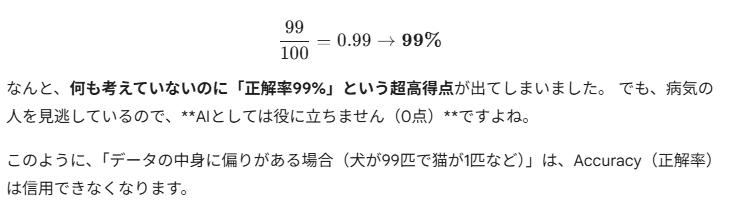 99
100 = 0.99 → 99%
なんと、何も考えていないのに「正解率99%」という超高得点が出てしまいました。 でも、病気の
人を見逃しているので、**AIとしては役に立ちません（0点）**ですよね。
このように、「データの中身に偏りがある場合（犬が99匹で猫が1匹など）」は、Accuracy（正解率）
は信用できなくなります。